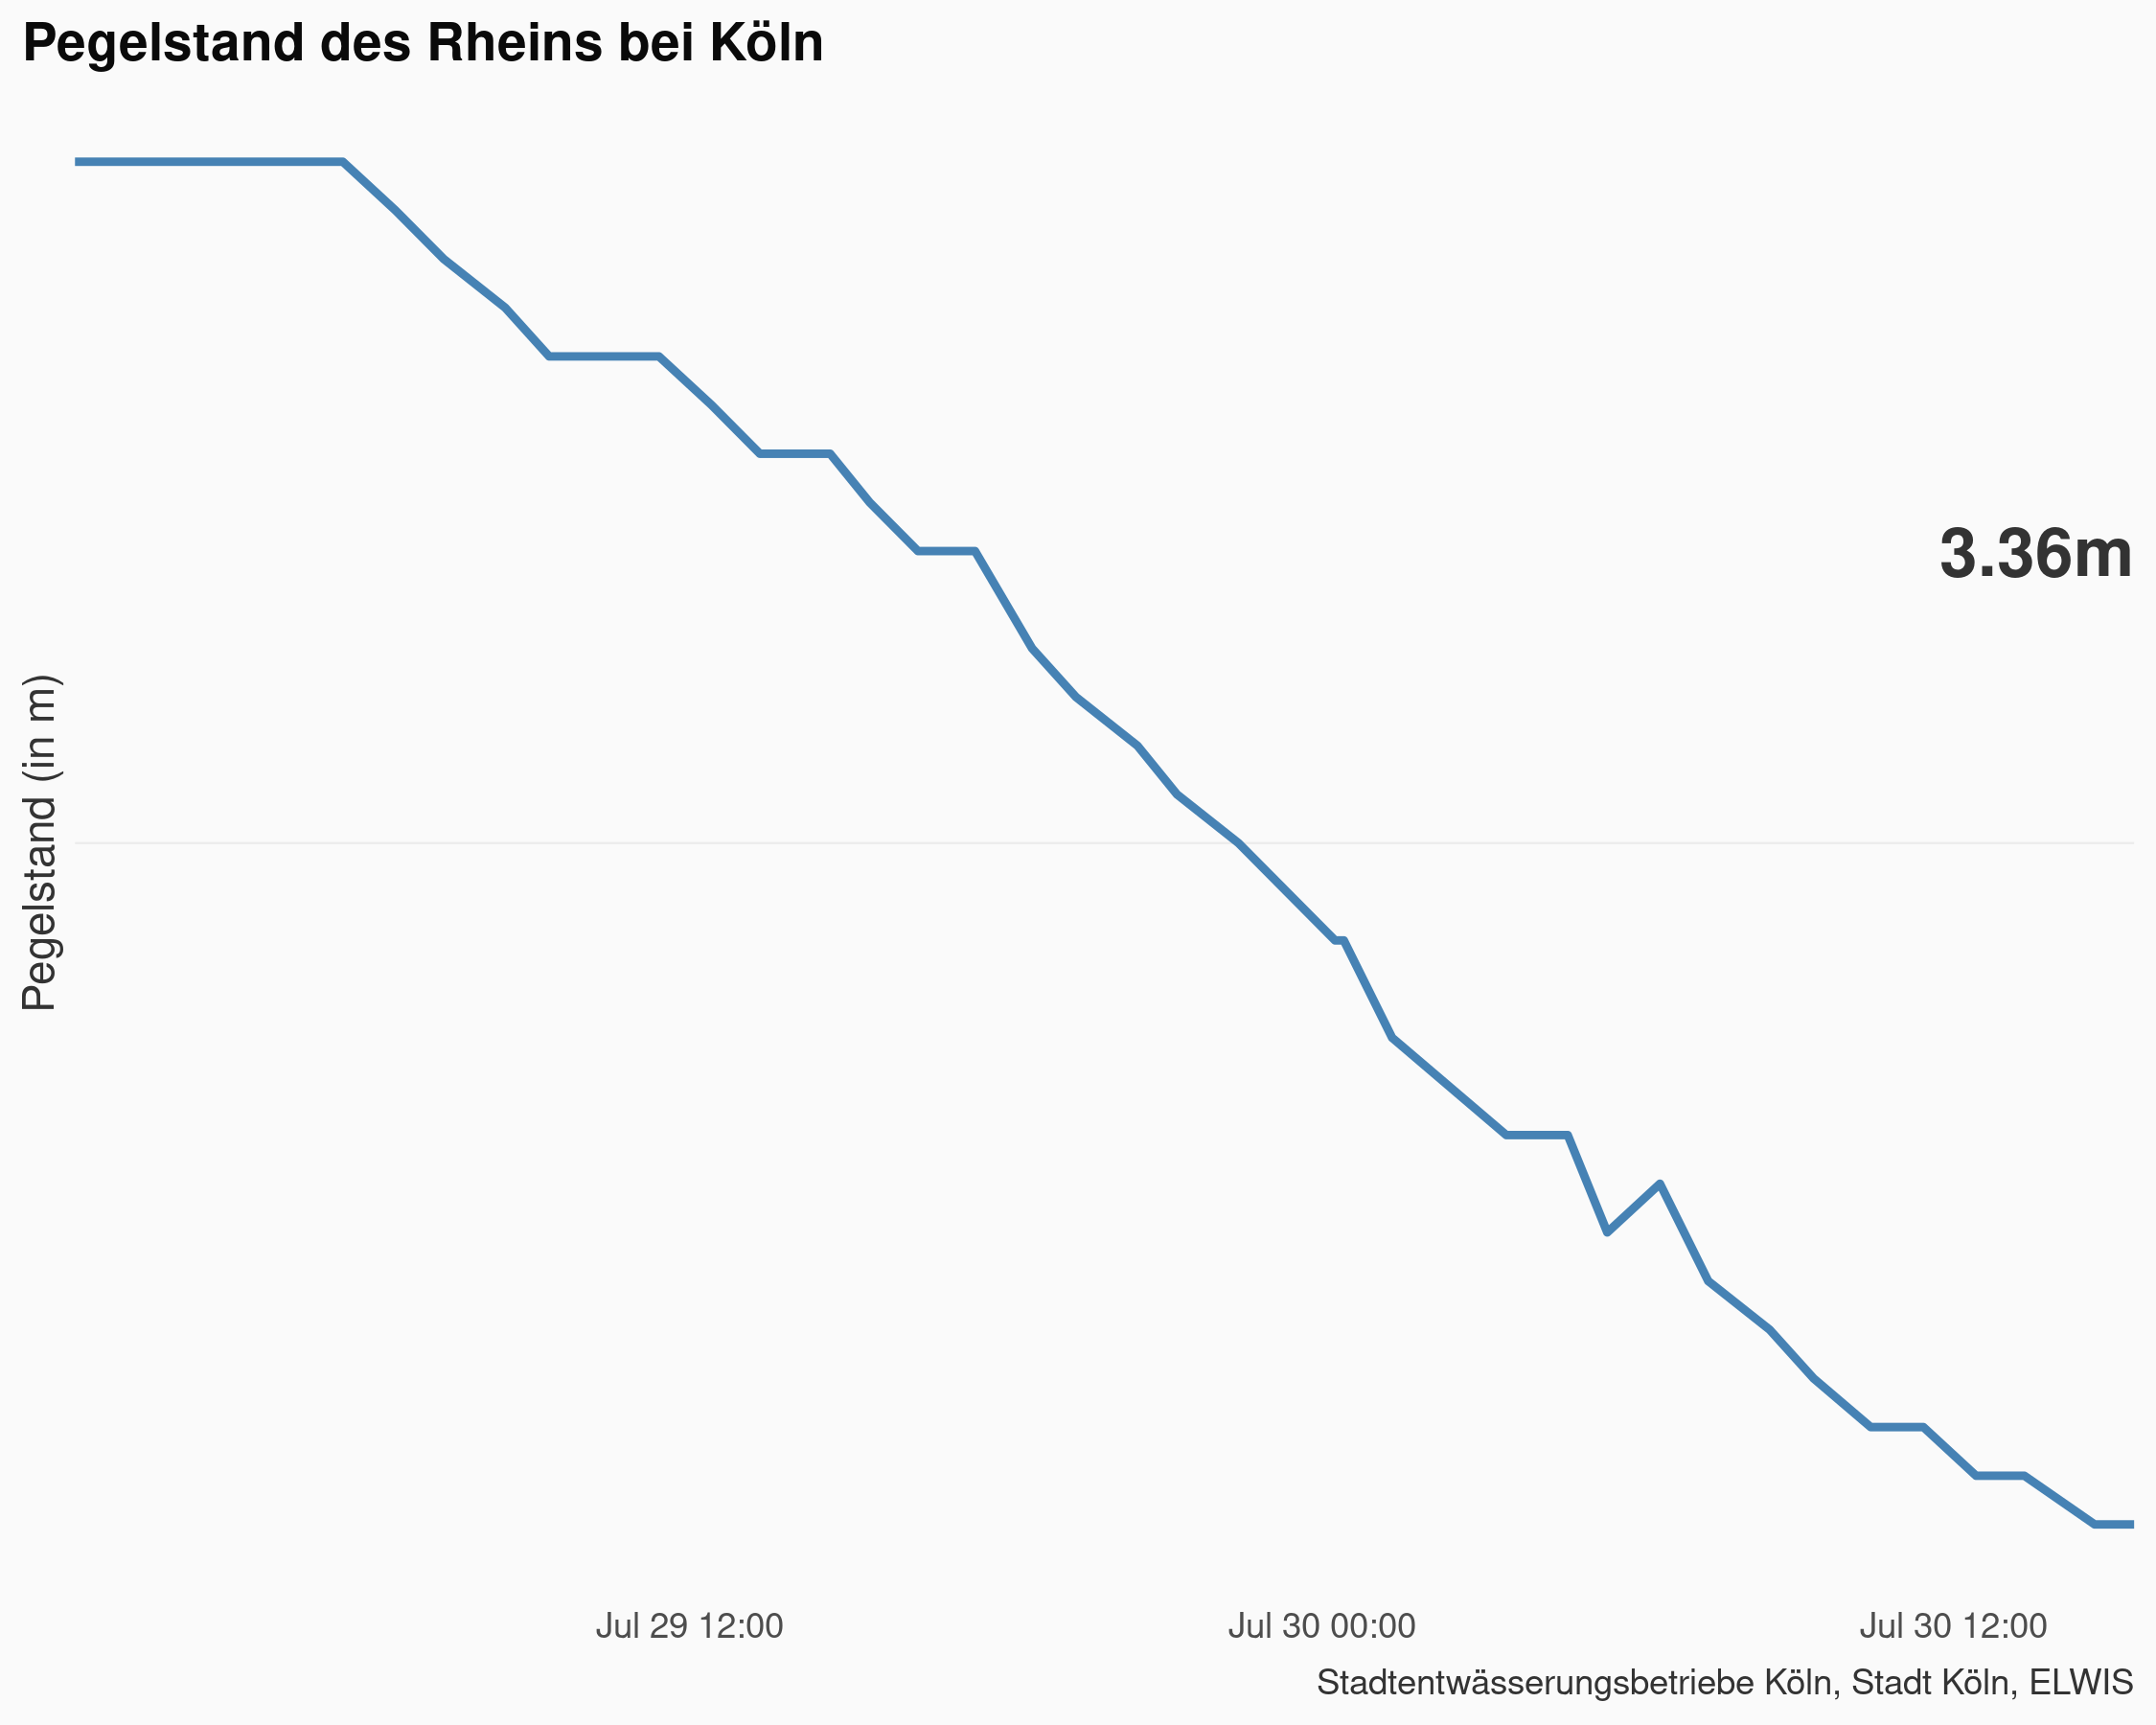 Pegelstand des Rheins bei Köln
3.36m
Pegelstand (in m)
Jul 29 12:00
Jul 30 00:00
Jul 30 12:00
Stadtentwässerungsbetriebe Köln, Stadt Köln, ELWIS